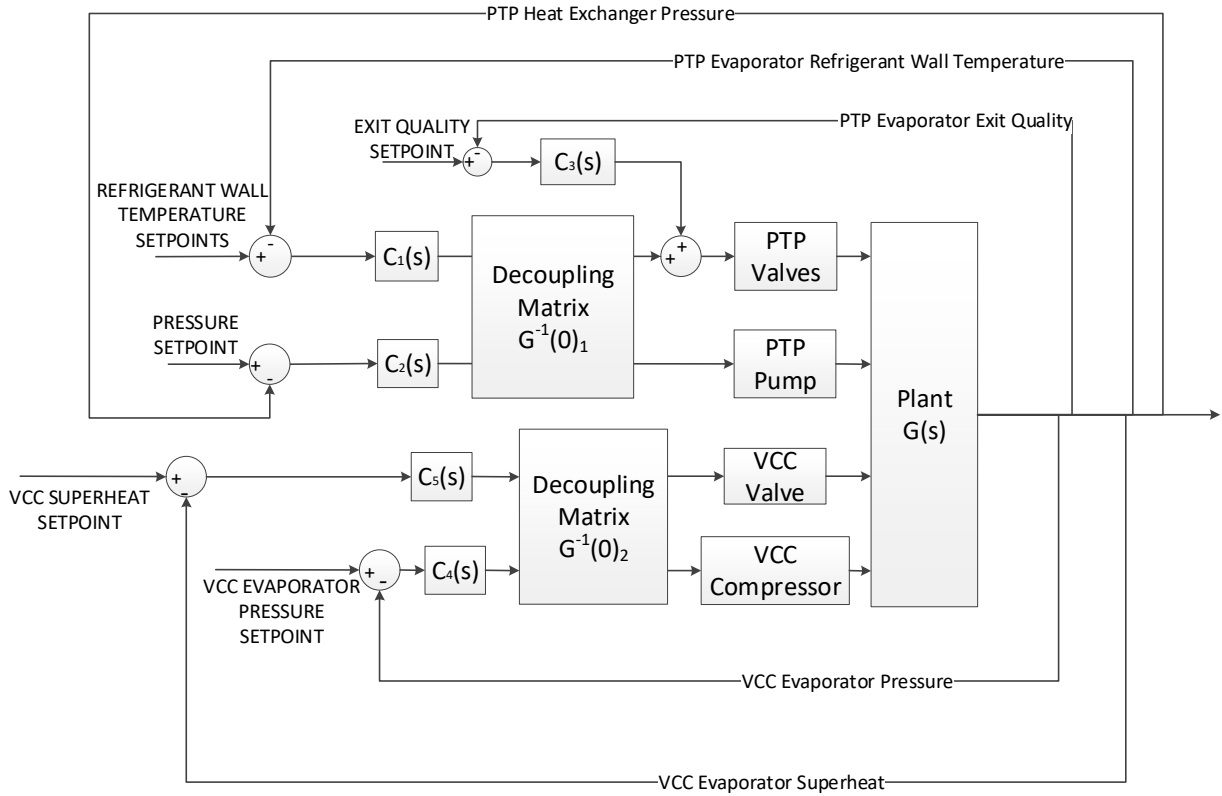 PTP Heat Exchanger Pressure
PTP Evaporator Refrigerant Wall Temperature
PTP Evaporator Exit Quality
EXIT QUALITY
SETPOINT
+
-
C3(s)
REFRIGERANT WALL
TEMPERATURE
SETPOINTS
+
-
C1(s)
Decoupling
Matrix
G-1(0)1
+
+
PTP
Valves
PRESSURE
SETPOINT
+
-
C2(s)
PTP
Pump
Plant
G(s)
VCC SUPERHEAT
SETPOINT
+
-
C5(s)
Decoupling
Matrix
G-1(0)2
VCC
Valve
VCC EVAPORATOR
PRESSURE
SETPOINT
+
-
C4(s)
VCC
Compressor
VCC Evaporator Pressure
VCC Evaporator Superheat